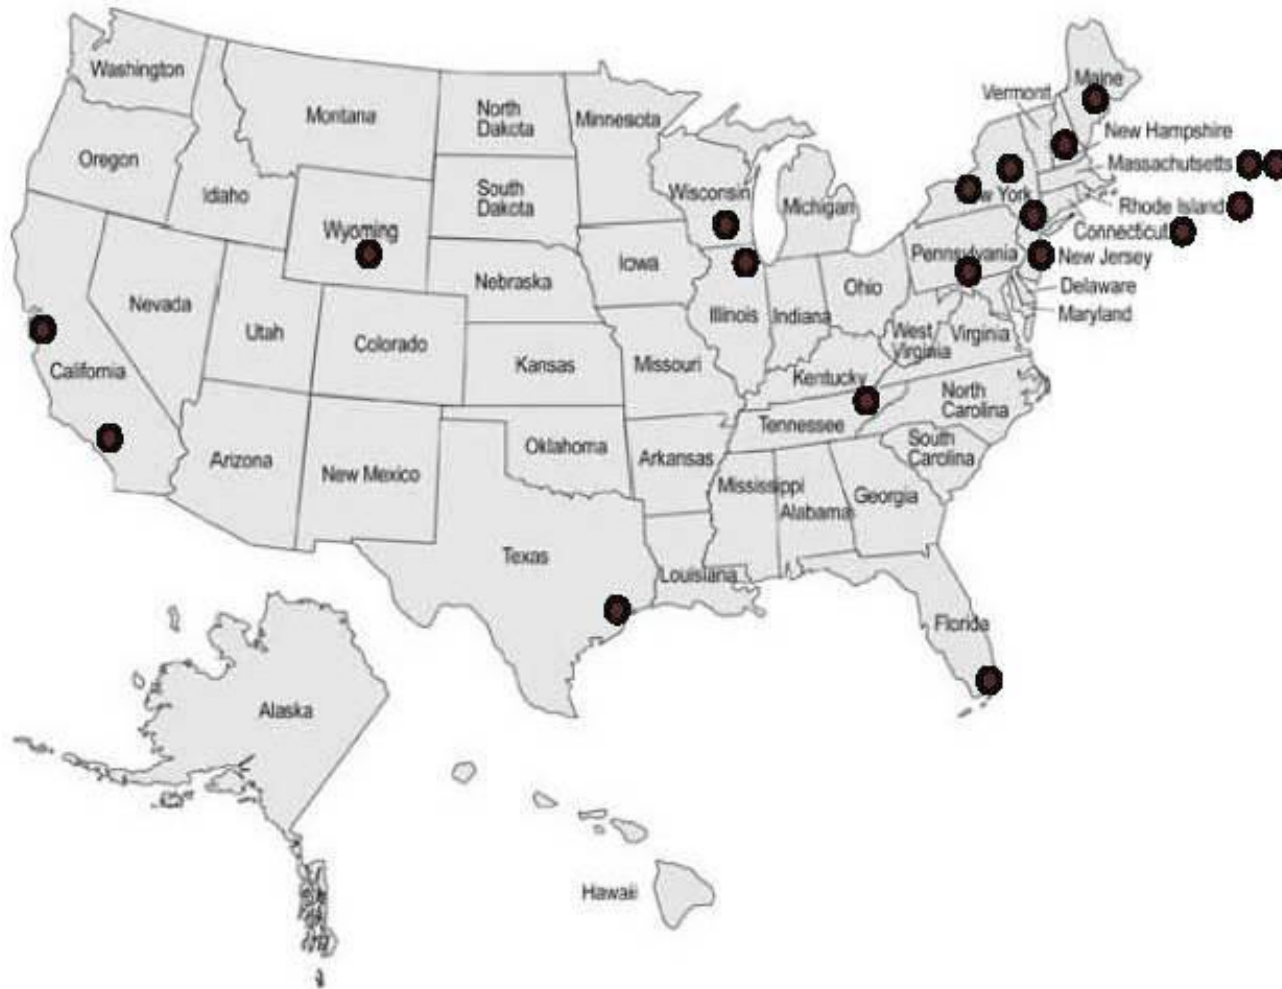 Washington
Montana
North
Dakota
Minnesota
Maine
Vermont
New Hampshire
Massachutsetts
Oregon
Idaho
South
Dakota
Wisconsin
Michigan
Rhode Island
Wyoming
Connecticut
Iowa
Pennsylvania
New Jersey
Nebraska
Ohio
Delaware
Nevada
Utah
Colorado
Illinois
Indiana
West
Virginia
Virginia
Maryland
California
Kansas
Missouri
Kentucky
North
Carolina
Tennessee
Arizona
New Mexico
Oklahoma
Arkansas
South
Carolina
Mississippi
Alabama
Georgia
Texas
Louisiana
Florida
Alaska
Hawaii